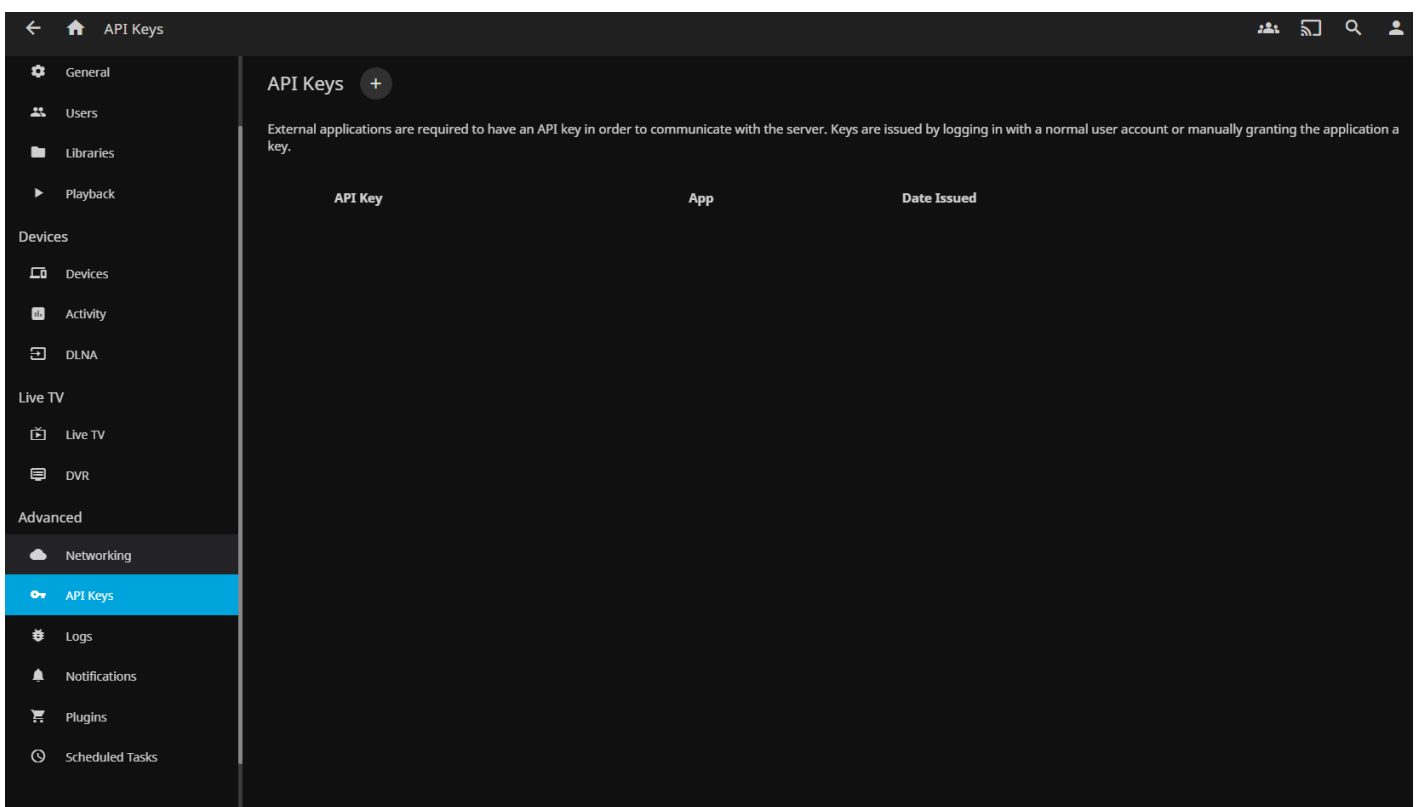 API Keys
General
Users
Libraries
Playback
Devices
Devices
Activity
DLNA
Live TV
Live TV
DVR
Advanced
Networking
API Keys
Logs
Notifications
Plugins
Scheduled Tasks
API Keys +
External applications are required to have an API key in order to communicate with the server. Keys are issued by logging in with a normal user account or manually granting the application a
key.
API Key App Date Issued